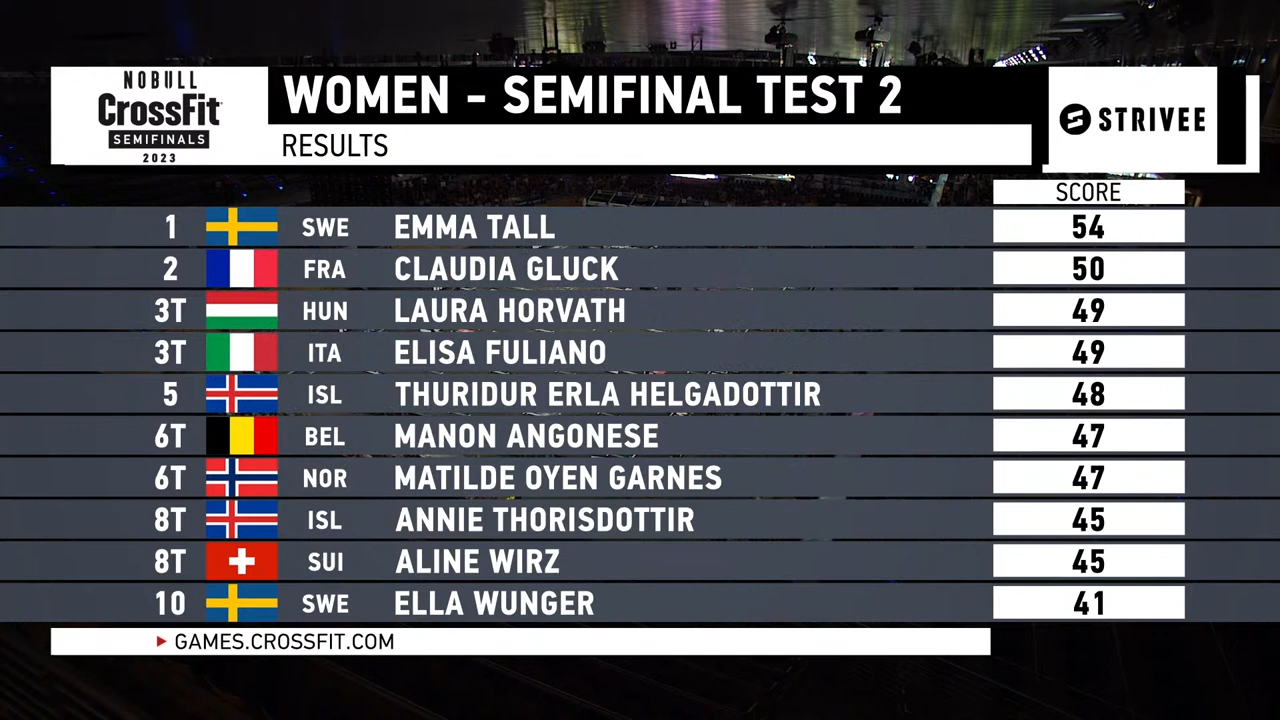 NOBULL
CrossFit
SEMIFINALS
2023
WOMEN - SEMIFINAL TEST 2
RESULTS
STRIVEE
SCORE
1 SWE EMMA TALL 54
2 FRA CLAUDIA GLUCK 50
3T HUN LAURA HORVATH 49
3T ITA ELISA FULIANO 49
5 ISL THURIDUR ERLA HELGADOTTIR 48
6T BEL MANON ANGONESE 47
6T NOR MATILDE OYEN GARNES 47
8T ISL ANNIE THORISDOTTIR 45
8T SUI ALINE WIRZ 45
10 SWE ELLA WUNGER 41
GAMES.CROSSFIT.COM